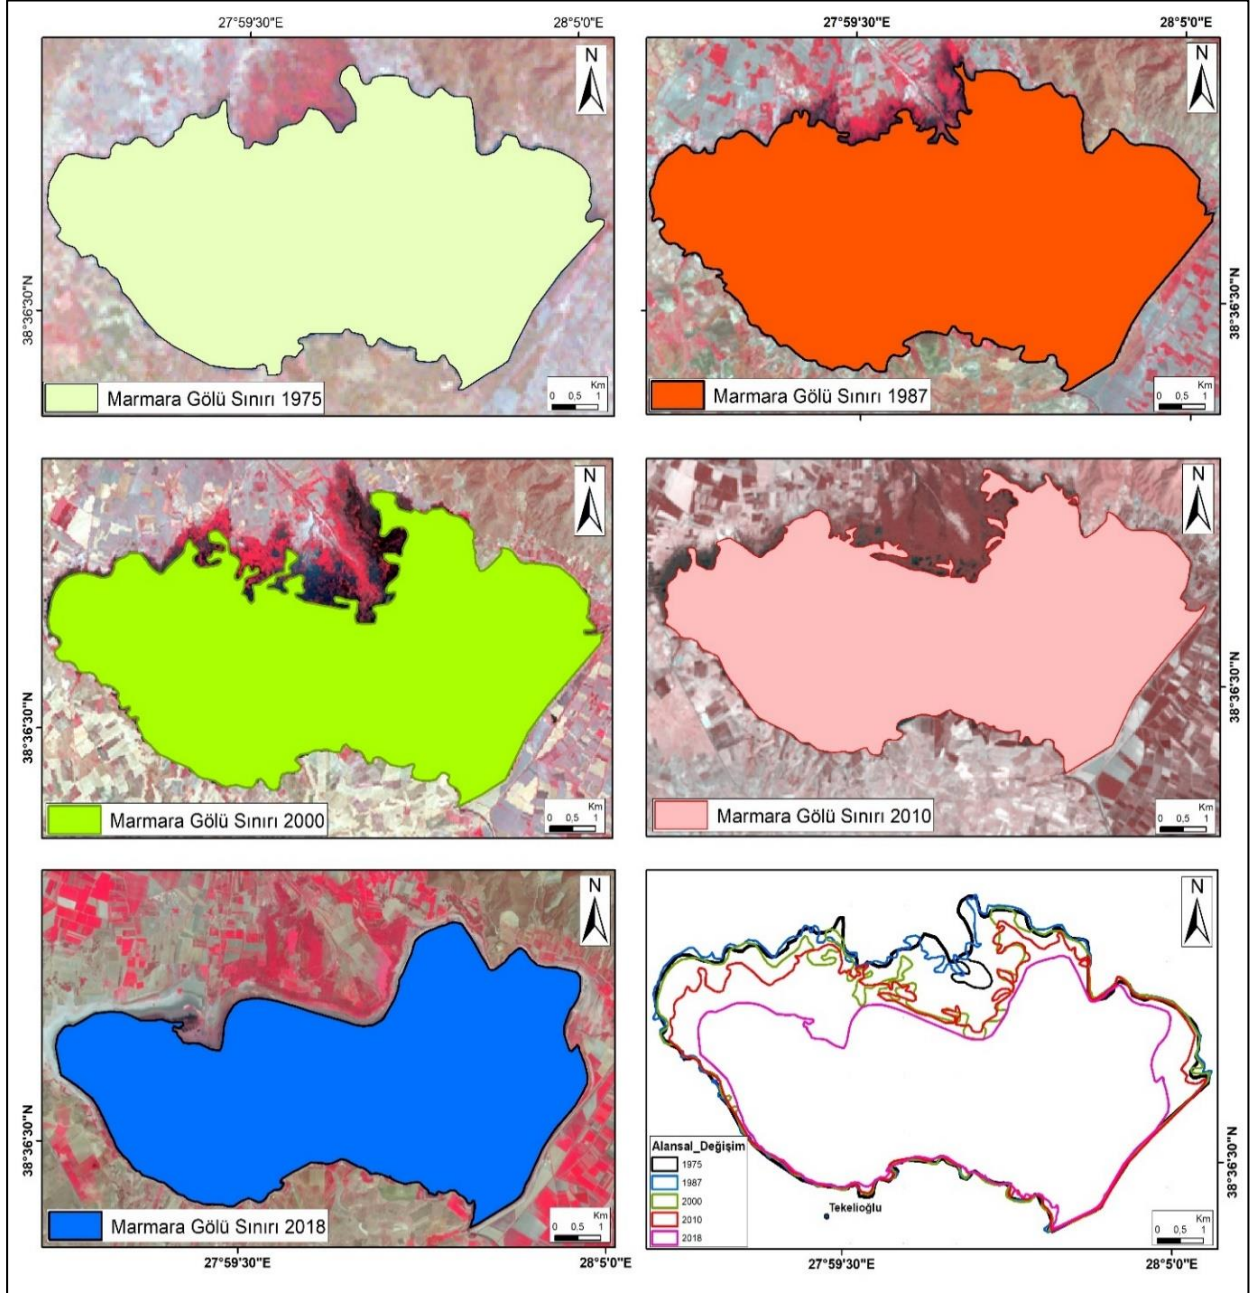 27°59'30"E
28°5'0"E
27°59'30"E
28°5'0"E
N
N
38°36'30"N
38°36'30"N
Marmara Gölü Sınırı 1975
Km
0 0,5 1
Marmara Gölü Sınırı 1987
Km
0 0,5 1
N
N
38°36'30"N
38°36'30"N
Marmara Gölü Sınırı 2000
Km
0 0,5 1
Marmara Gölü Sınırı 2010
Km
0 0,5 1
N
N
38°36'30"N
38°36'30"N
Marmara Gölü Sınırı 2018
Km
0 0,5 1
Alansal_Değişim
1975
1987
2000
2010
2018
Tekelioğlu
Km
0 0,5 1
27°59'30"E
28°5'0"E
27°59'30"E
28°5'0"E